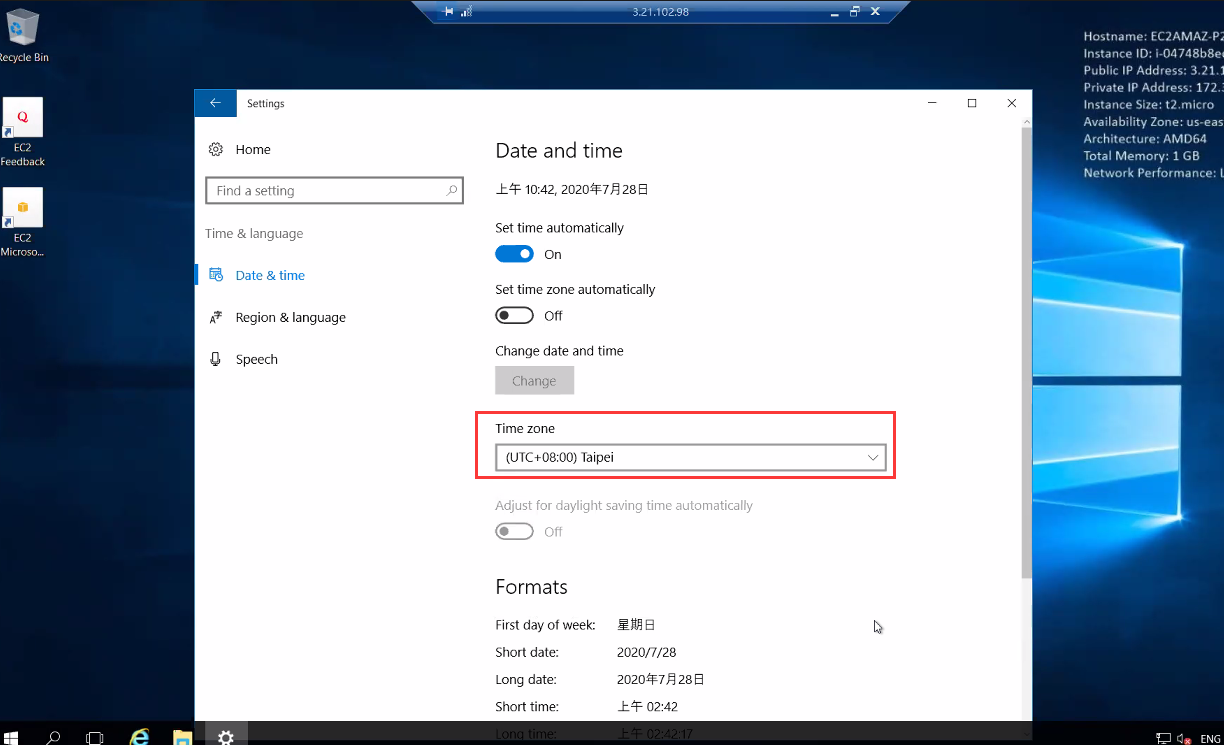 3.21.102.98
Recycle Bin
EC2
Feedback
EC2
Microso...
Hostname: EC2AMAZ-P2
Instance ID: i-04748b8ec
Public IP Address: 3.21.1
Private IP Address: 172.3
Instance Size: t2.micro
Availability Zone: us-eas
Architecture: AMD64
Total Memory: 1 GB
Network Performance: L
Settings
Home
Find a setting
Time & language
Date & time
Region & language
Speech
Date and time
上午 10:42, 2020年7月28日
Set time automatically
On
Set time zone automatically
Off
Change date and time
Change
Time zone
(UTC+08:00) Taipei
Adjust for daylight saving time automatically
Off
Formats
First day of week: 星期日
Short date: 2020/7/28
Long date: 2020年7月28日
Short time: 上午 02:42
Long time: 上午 02:42:17
ENG